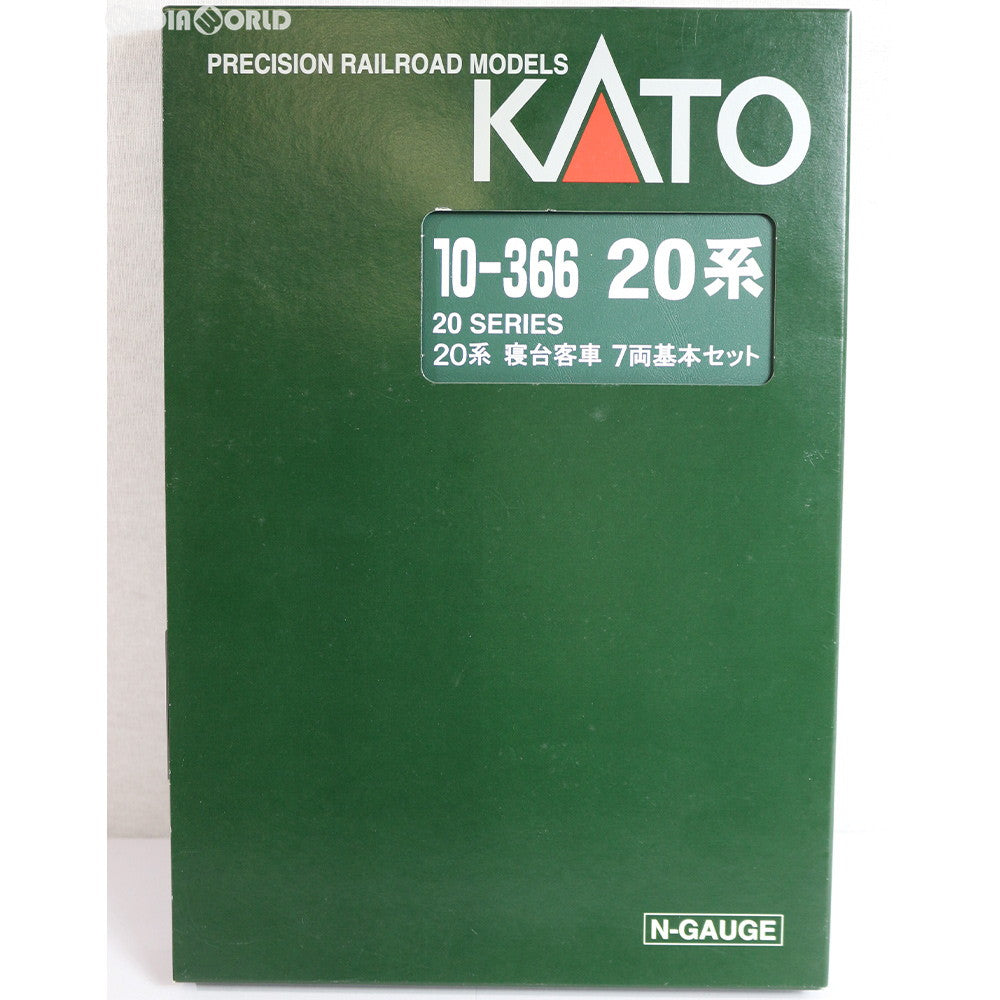 MEDIAWORLD
PRECISION RAILROAD MODELS
KATO
10-366 20系
20 SERIES
20系 寝台客車 7両基本セット
N-GAUGE